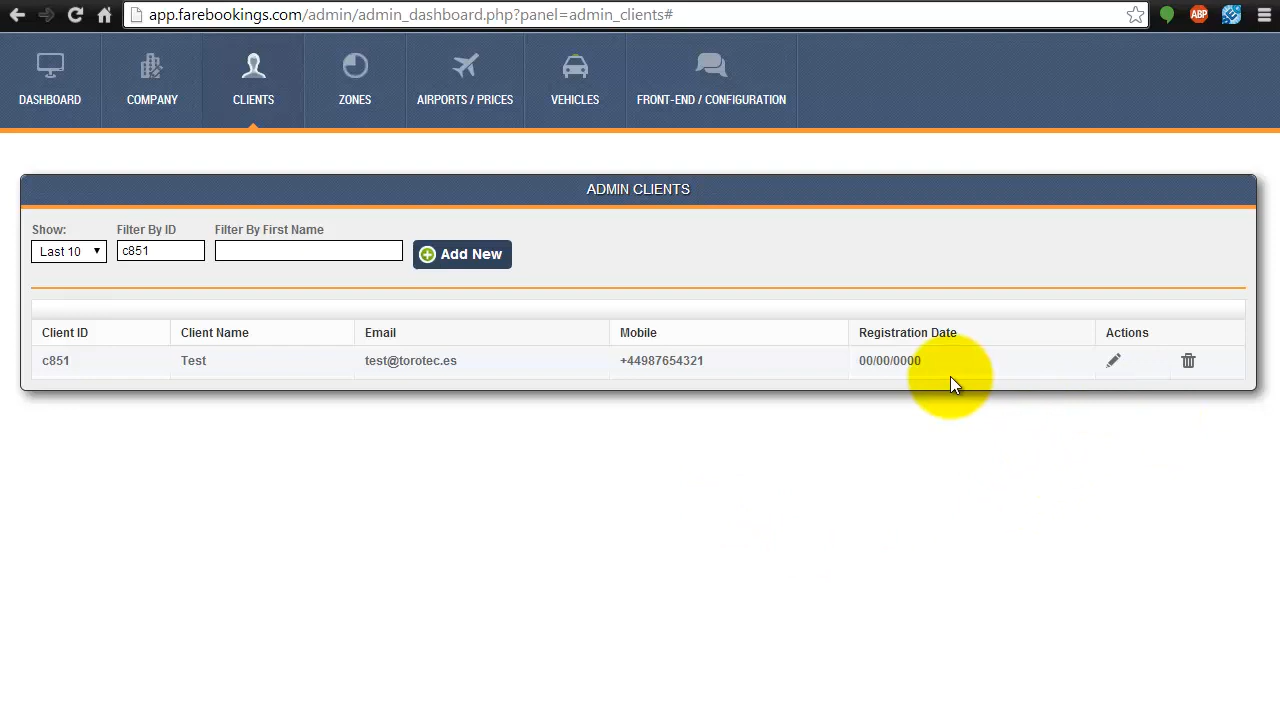 app.farebookings.com/admin/admin_dashboard.php?panel=admin_clients#
ABP
DASHBOARD COMPANY CLIENTS ZONES AIRPORTS / PRICES VEHICLES FRONT-END / CONFIGURATION
ADMIN CLIENTS
Show: Filter By ID Filter By First Name
Last 10 c851 Add New
Client ID Client Name Email Mobile Registration Date Actions
c851 Test test@torotec.es +44987654321 00/00/0000